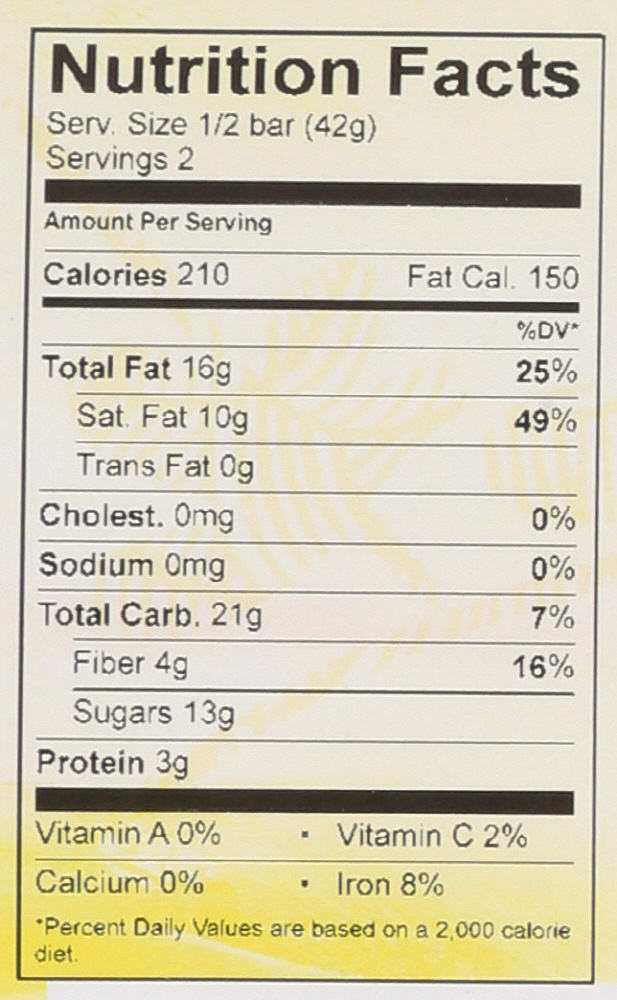 Nutrition Facts
Serv. Size 1/2 bar (42g)
Servings 2
Amount Per Serving
Calories 210 Fat Cal. 150
%DV*
Total Fat 16g 25%
Sat. Fat 10g 49%
Trans Fat 0g
Cholest. 0mg 0%
Sodium 0mg 0%
Total Carb. 21g 7%
Fiber 4g 16%
Sugars 13g
Protein 3g
Vitamin A 0% • Vitamin C 2%
Calcium 0% • Iron 8%
*Percent Daily Values are based on a 2,000 calorie
diet.